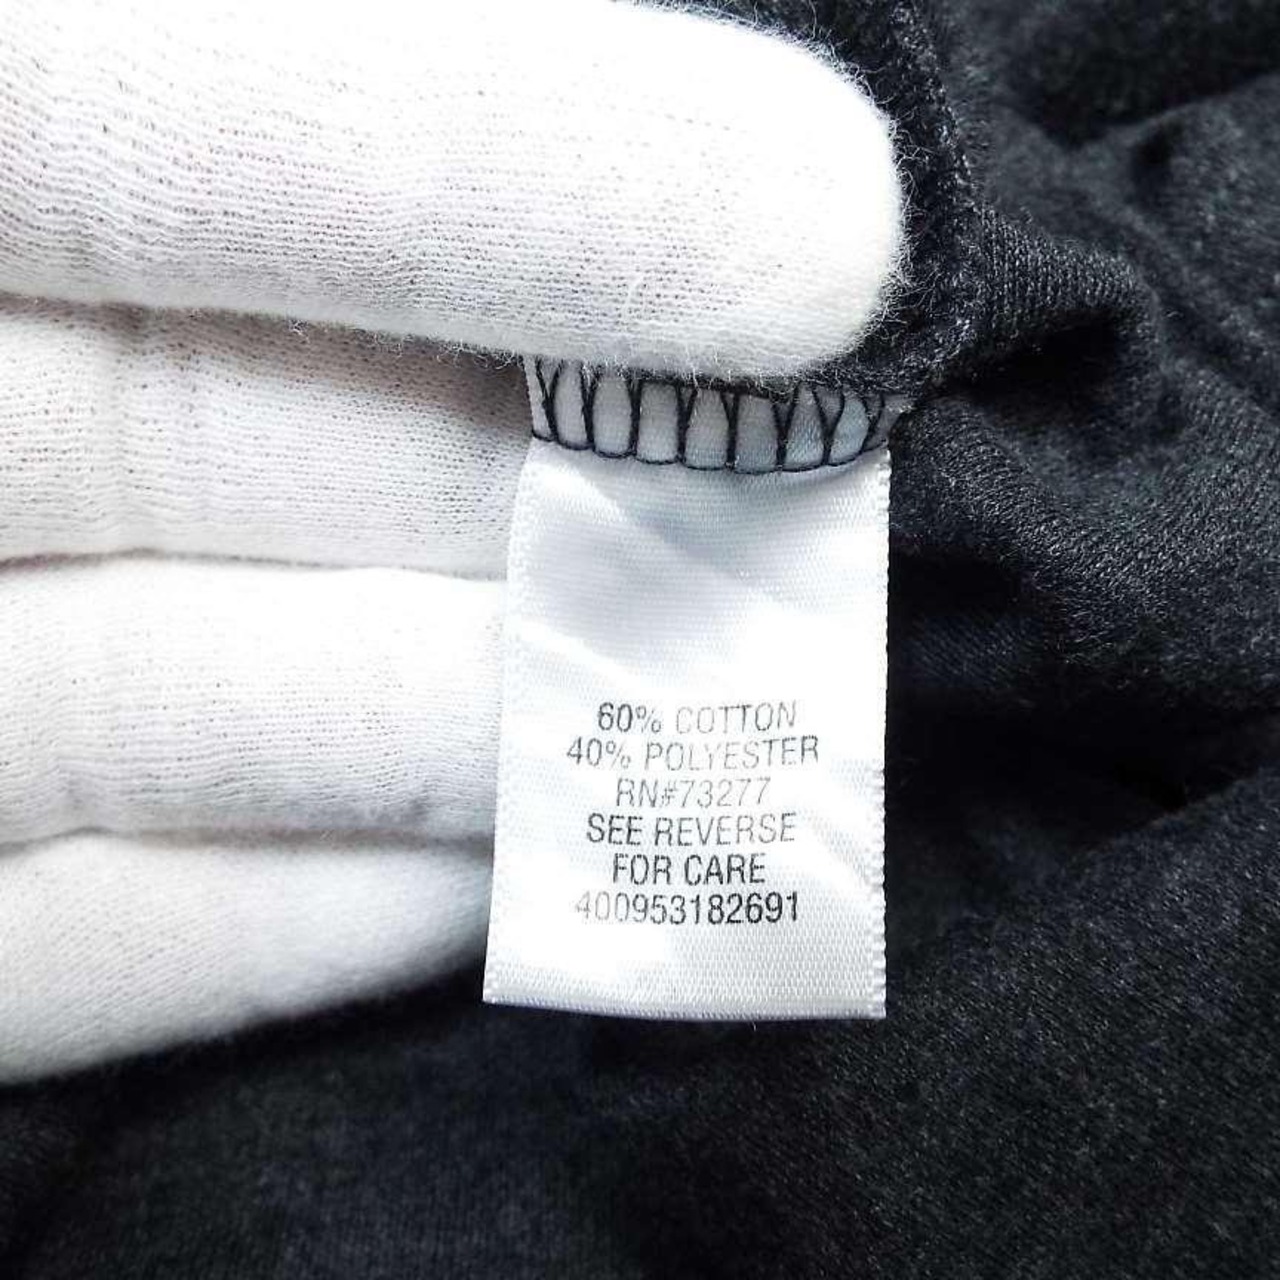 60% COTTON
40% POLYESTER
RN#73277
SEE REVERSE
FOR CARE
400953182691